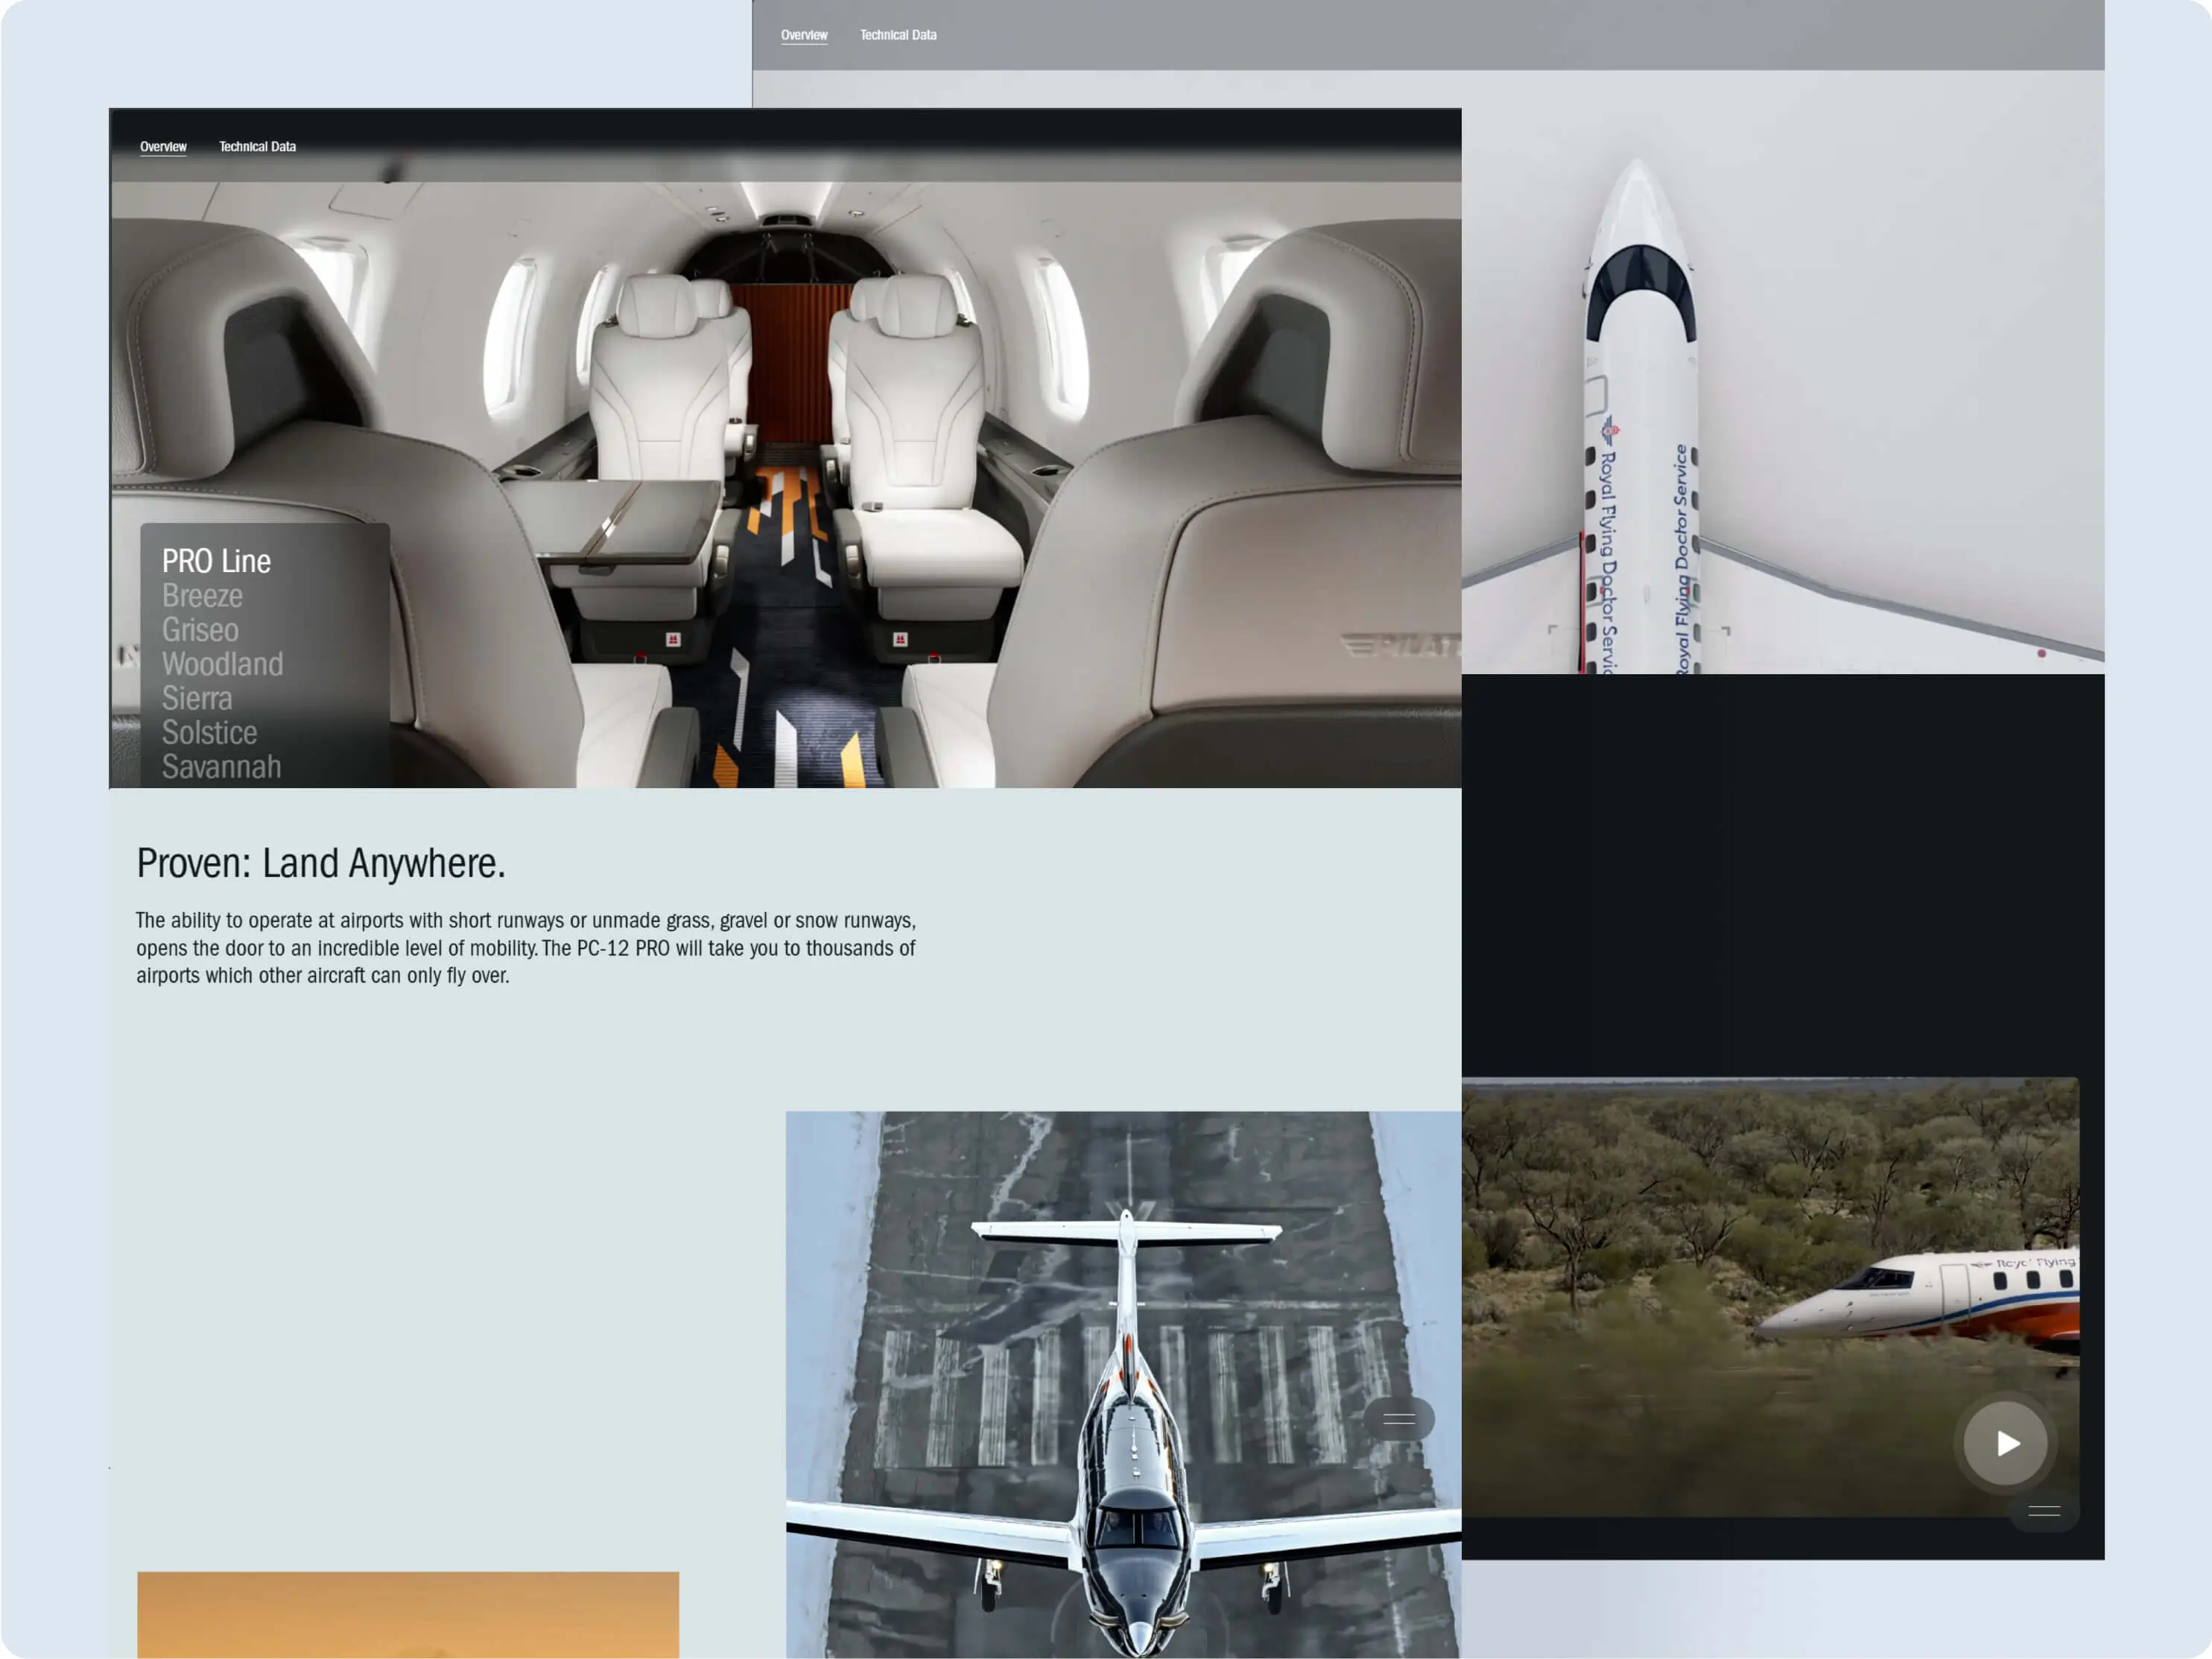 Overview Technical Data
Overview Technical Data
PRO Line
Breeze
Griseo
Woodland
Sierra
Solstice
Savannah
Proven: Land Anywhere.
The ability to operate at airports with short runways or unmade grass, gravel or snow runways,
opens the door to an incredible level of mobility. The PC-12 PRO will take you to thousands of
airports which other aircraft can only fly over.
Royal Flying Doctor Servic
Royal Flying Doctor Service
Royal Flying